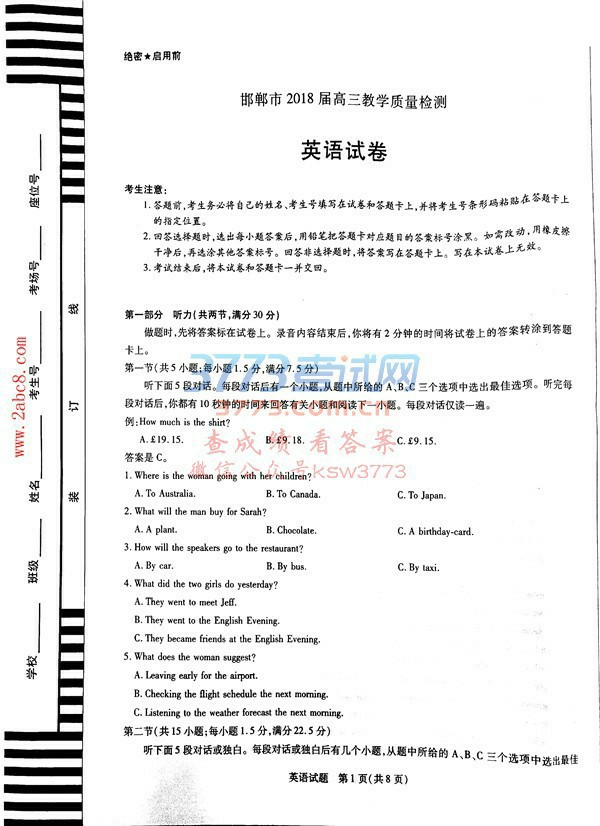 绝密★启用前
邯郸市 2018 届高三教学质量检测
英语试卷
考生注意：
1. 答题前，考生务必将自己的姓名、考生号填写在试卷和答题卡上，并将考生号条形码粘贴在答题卡上
的指定位置。
2. 回答选择题时，选出每小题答案后，用铅笔把答题卡对应题目的答案标号涂黑。如需改动，用橡皮擦
干净后，再选涂其他答案标号。回答非选择题时，将答案写在答题卡上。写在本试卷上无效。
3. 考试结束后，将本试卷和答题卡一并交回。
第一部分 听力(共两节，满分 30 分)
做题时，先将答案标在试卷上。录音内容结束后，你将有 2 分钟的时间将试卷上的答案转涂到答题
卡上。
第一节(共 5 小题；每小题 1.5 分，满分 7.5 分)
听下面 5 段对话。每段对话后有一个小题，从题中所给的 A、B、C 三个选项中选出最佳选项。听完每
段对话后，你都有 10 秒钟的时间来回答有关小题和阅读下一小题。每段对话仅读一遍。
例：How much is the shirt?
A. £19.15. B. £9.18. C. £9.15.
答案是 C。
1. Where is the woman going with her children?
A. To Australia. B. To Canada. C. To Japan.
2. What will the man buy for Sarah?
A. A plant. B. Chocolate. C. A birthday-card.
3. How will the speakers go to the restaurant?
A. By car. B. By bus. C. By taxi.
4. What did the two girls do yesterday?
A. They went to meet Jeff.
B. They went to the English Evening.
C. They became friends at the English Evening.
5. What does the woman suggest?
A. Leaving early for the airport.
B. Checking the flight schedule the next morning.
C. Listening to the weather forecast the next morning.
第二节(共 15 小题；每小题 1.5 分，满分 22.5 分)
听下面 5 段对话或独白。每段对话或独白后有几个小题，从题中所给的 A、B、C 三个选项中选出最佳
英语试题 第 1 页(共 8 页)
学校
班级
姓名
考生号
考场号
座位号
装
订
线
www.2abc8.com
3773考试网
3773.com.cn
查成绩 看答案
微信公众号ksw3773